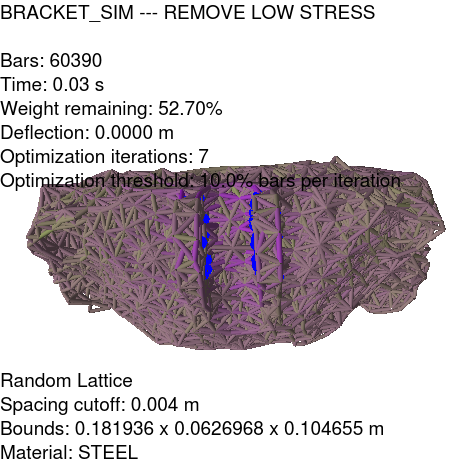 BRACKET_SIM --- REMOVE LOW STRESS
Bars: 60390
Time: 0.03 s
Weight remaining: 52.70%
Deflection: 0.0000 m
Optimization iterations: 7
Optimization threshold: 10.0% bars per iteration
Random Lattice
Spacing cutoff: 0.004 m
Bounds: 0.181936 x 0.0626968 x 0.104655 m
Material: STEEL